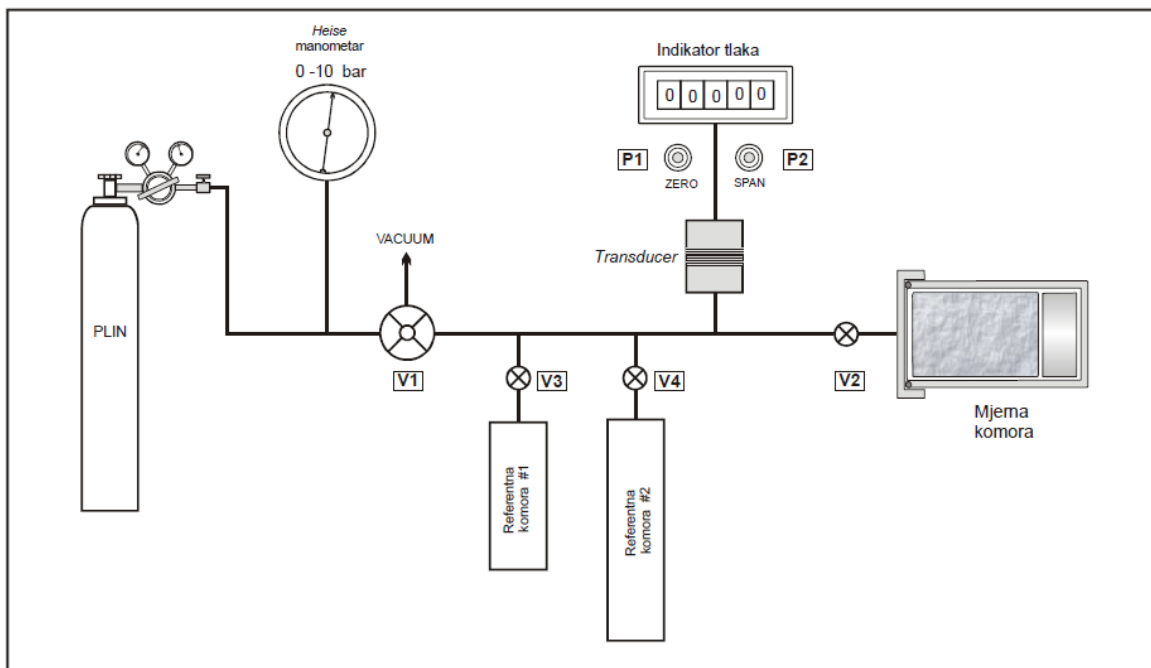 Heise
manometar
0 -10 bar
Indikator tlaka
0 0 0 0 0
P1
P2
ZERO
SPAN
VACUUM
Transducer
PLIN
V1
V3
V4
V2
Mjerna
komora
Referentna
komora #1
Referentna
komora #2